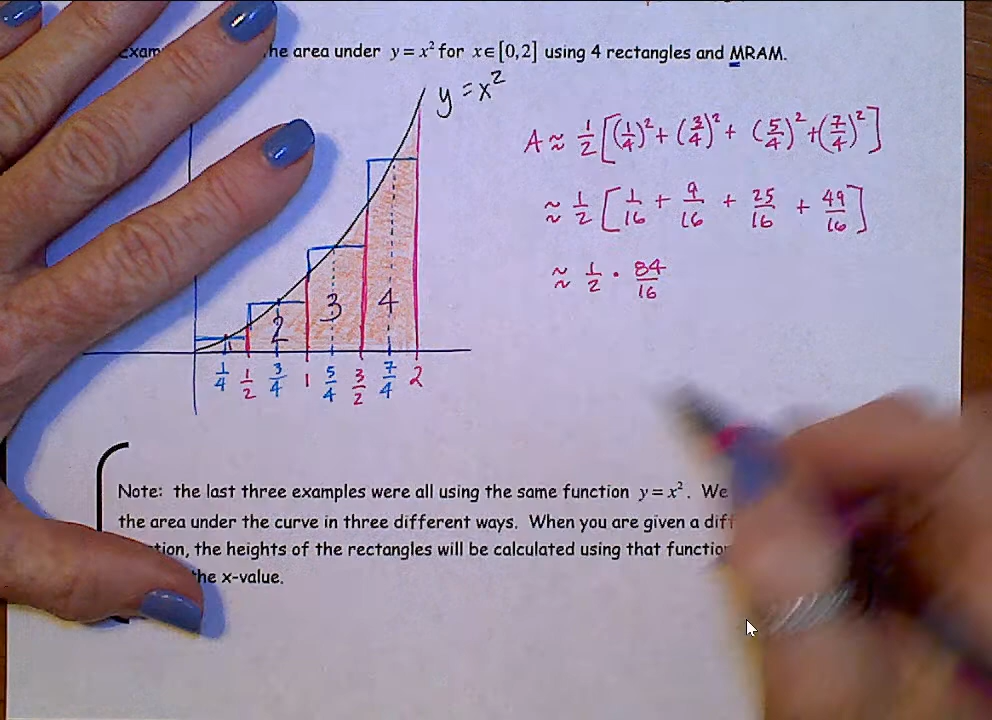 he area under y = x² for x ∈ [0,2] using 4 rectangles and MRAM.
y = x²
A ≈ 1/2 [(1/4)² + (3/4)² + (5/4)² + (7/4)²]
≈ 1/2 [1/16 + 9/16 + 25/16 + 49/16]
≈ 1/2 · 84/16
2 3 4
1/4 1/2 3/4 1 5/4 3/2 7/4 2
Note: the last three examples were all using the same function y = x². We
the area under the curve in three different ways. When you are given a dif
tion, the heights of the rectangles will be calculated using that functio
he x-value.